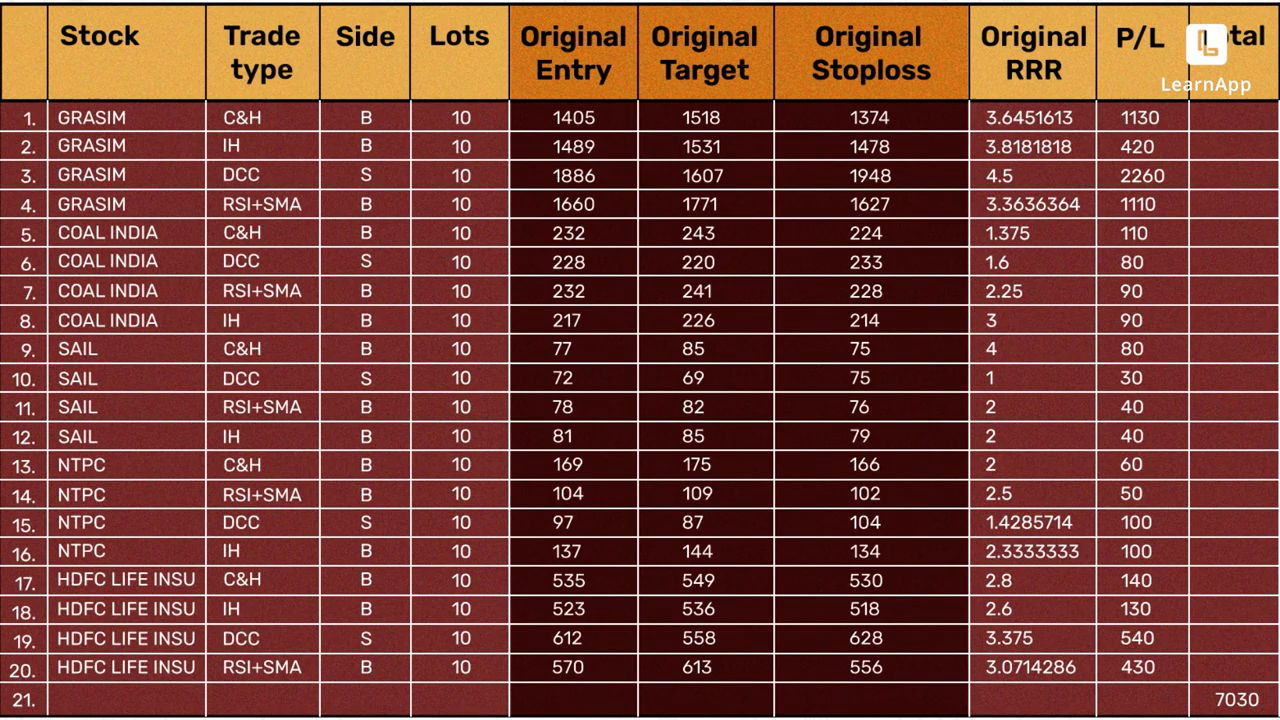 Stock Trade type Side Lots Original Entry Original Target Original Stoploss Original RRR P/L tal
LearnApp
1. GRASIM C&H B 10 1405 1518 1374 3.6451613 1130
2. GRASIM IH B 10 1489 1531 1478 3.8181818 420
3. GRASIM DCC S 10 1886 1607 1948 4.5 2260
4. GRASIM RSI+SMA B 10 1660 1771 1627 3.3636364 1110
5. COAL INDIA C&H B 10 232 243 224 1.375 110
6. COAL INDIA DCC S 10 228 220 233 1.6 80
7. COAL INDIA RSI+SMA B 10 232 241 228 2.25 90
8. COAL INDIA IH B 10 217 226 214 3 90
9. SAIL C&H B 10 77 85 75 4 80
10. SAIL DCC S 10 72 69 75 1 30
11. SAIL RSI+SMA B 10 78 82 76 2 40
12. SAIL IH B 10 81 85 79 2 40
13. NTPC C&H B 10 169 175 166 2 60
14. NTPC RSI+SMA B 10 104 109 102 2.5 50
15. NTPC DCC S 10 97 87 104 1.4285714 100
16. NTPC IH B 10 137 144 134 2.3333333 100
17. HDFC LIFE INSU C&H B 10 535 549 530 2.8 140
18. HDFC LIFE INSU IH B 10 523 536 518 2.6 130
19. HDFC LIFE INSU DCC S 10 612 558 628 3.375 540
20. HDFC LIFE INSU RSI+SMA B 10 570 613 556 3.0714286 430
21. 7030